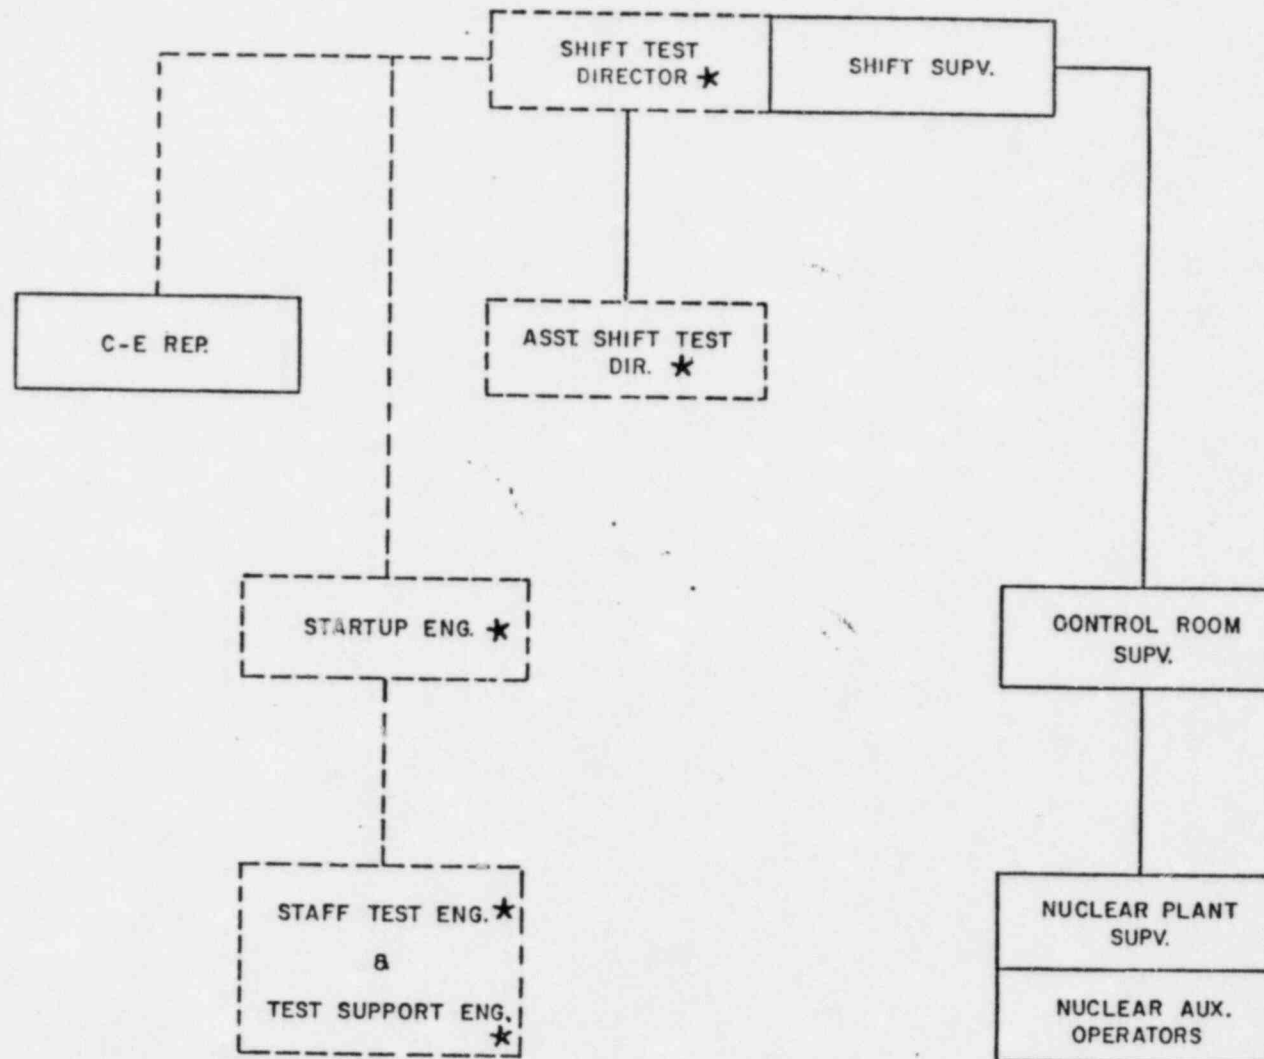 SHIFT TEST
DIRECTOR ★
SHIFT SUPV.
C-E REP.
ASST. SHIFT TEST
DIR. ★
STARTUP ENG. ★
CONTROL ROOM
SUPV.
STAFF TEST ENG. ★
&
TEST SUPPORT ENG.
★
NUCLEAR PLANT
SUPV.
NUCLEAR AUX.
OPERATORS